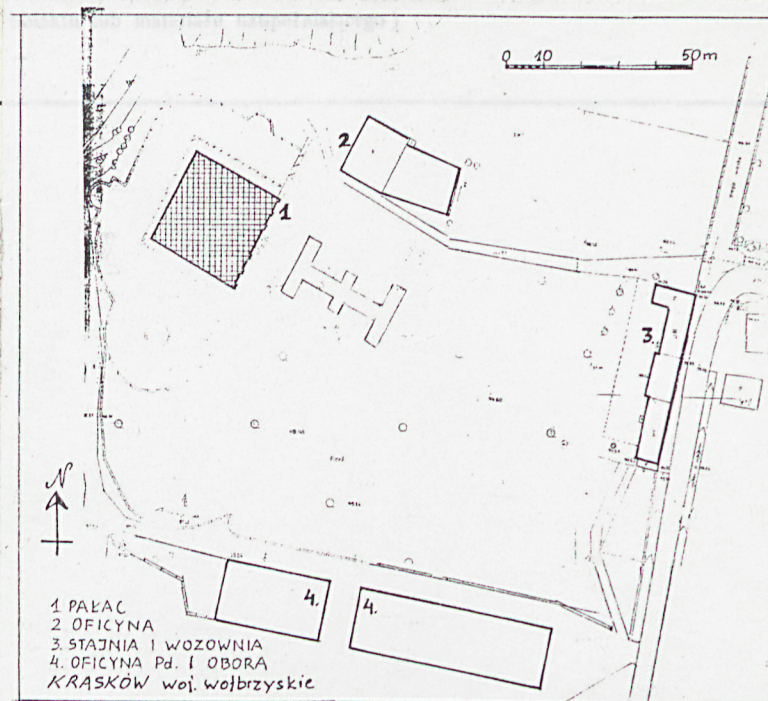 0 10 50m
2
1
3.
N
4.
4.
1 PAŁAC
2 OFICYNA
3. STAJNIA I WOZOWNIA
4. OFICYNA Pd. I OBORA
KRASKÓW woj. wołbrzyskie